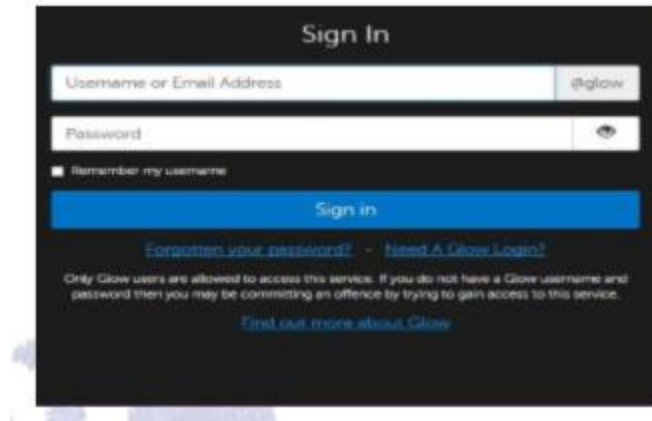 Sign In
Username or Email Address
@glow
Password
Remember my username
Sign in
Forgotten your password? - Need A Glow Login?
Only Glow users are allowed to access this service. If you do not have a Glow username and
password then you may be committing an offence by trying to gain access to this service.
Find out more about Glow